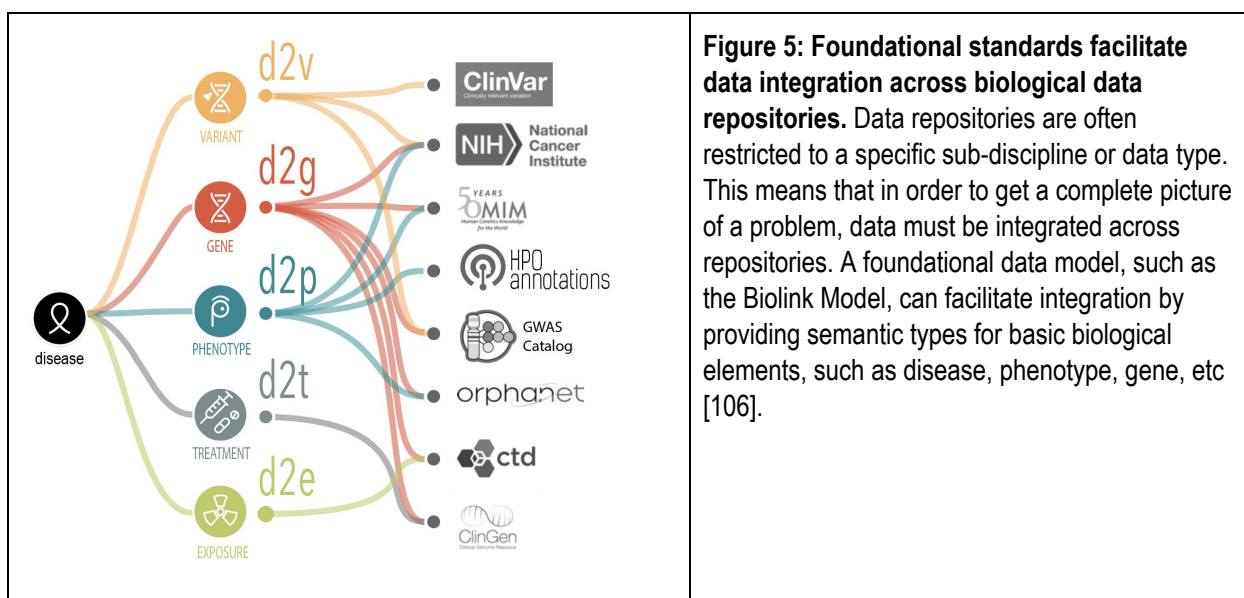 d2v
VARIANT
d2g
GENE
d2p
PHENOTYPE
d2t
TREATMENT
d2e
EXPOSURE
disease
ClinVar
Clinically relevant variation
NIH
National
Cancer
Institute
50 YEARS
OMIM
Human Genetics Knowledge
for the World
HPO
annotations
GWAS
Catalog
orphanet
ctd
ClinGen
Clinical Genome Resource
Figure 5: Foundational standards facilitate
data integration across biological data
repositories. Data repositories are often
restricted to a specific sub-discipline or data type.
This means that in order to get a complete picture
of a problem, data must be integrated across
repositories. A foundational data model, such as
the Biolink Model, can facilitate integration by
providing semantic types for basic biological
elements, such as disease, phenotype, gene, etc
[106].